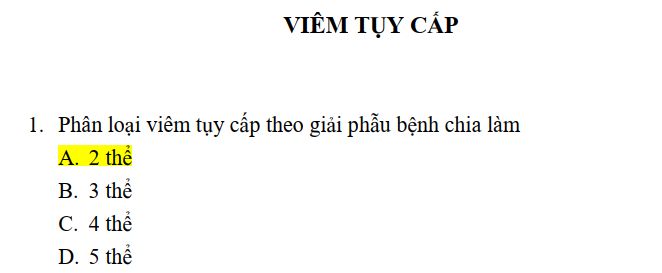 VIÊM TỤY CẤP
1. Phân loại viêm tụy cấp theo giải phẫu bệnh chia làm
A. 2 thể
B. 3 thể
C. 4 thể
D. 5 thể